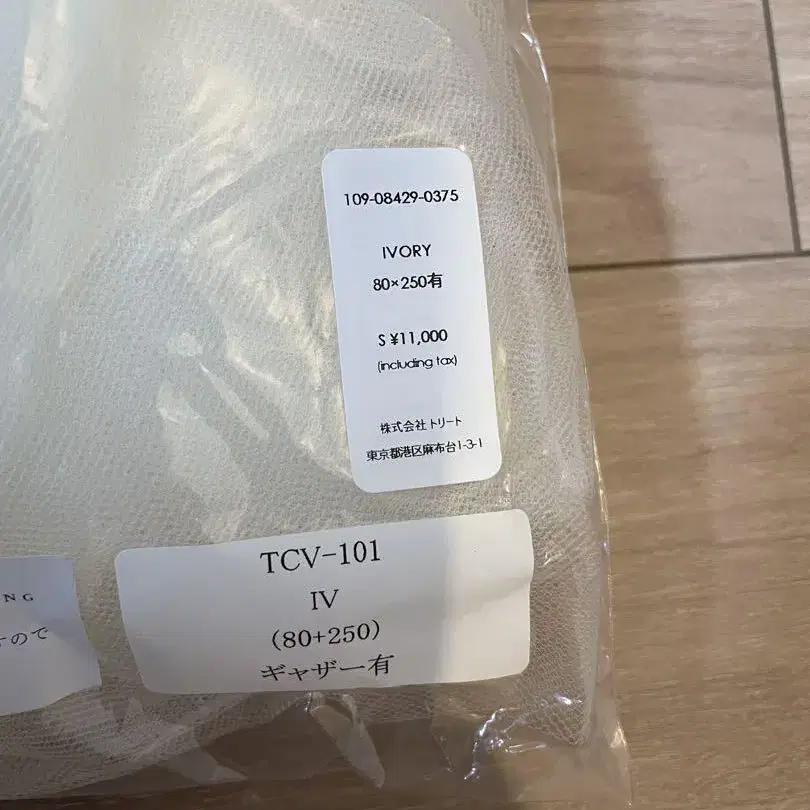 109-08429-0375
IVORY
80×250有
S ¥11,000
(including tax)
株式会社トリート
東京都港区麻布台1-3-1
TCV-101
IV
(80+250)
ギャザー有
NG
ので